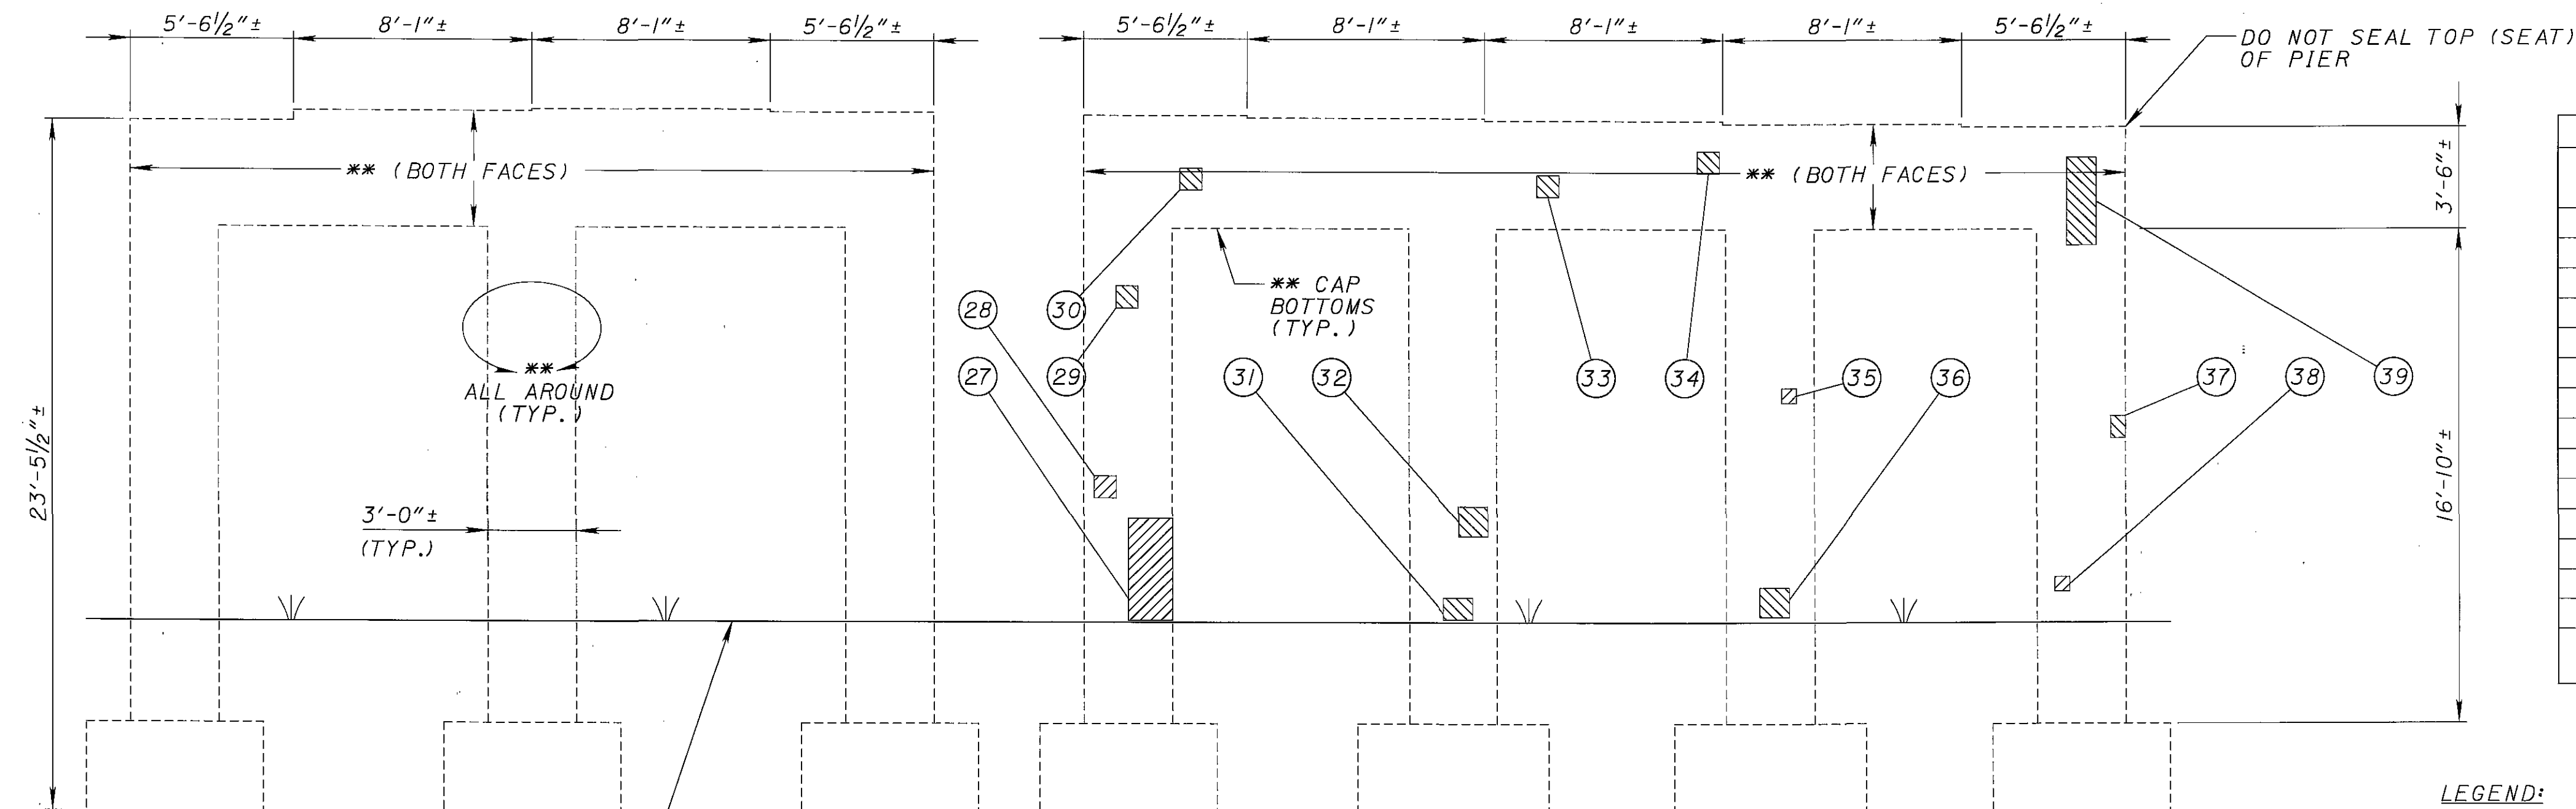 5'-6½"± 8'-1"± 8'-1"± 5'-6½"± 5'-6½"± 8'-1"± 8'-1"± 8'-1"± 5'-6½"±
DO NOT SEAL TOP (SEAT)
OF PIER
** (BOTH FACES)
** (BOTH FACES)
3'-6"±
** CAP
BOTTOMS
(TYP.)
28 30
27 29 31 32 33 34 35 36 37 38 39
**
ALL AROUND
(TYP.)
23'-5½"±
3'-0"±
(TYP.)
16'-10"±
LEGEND: